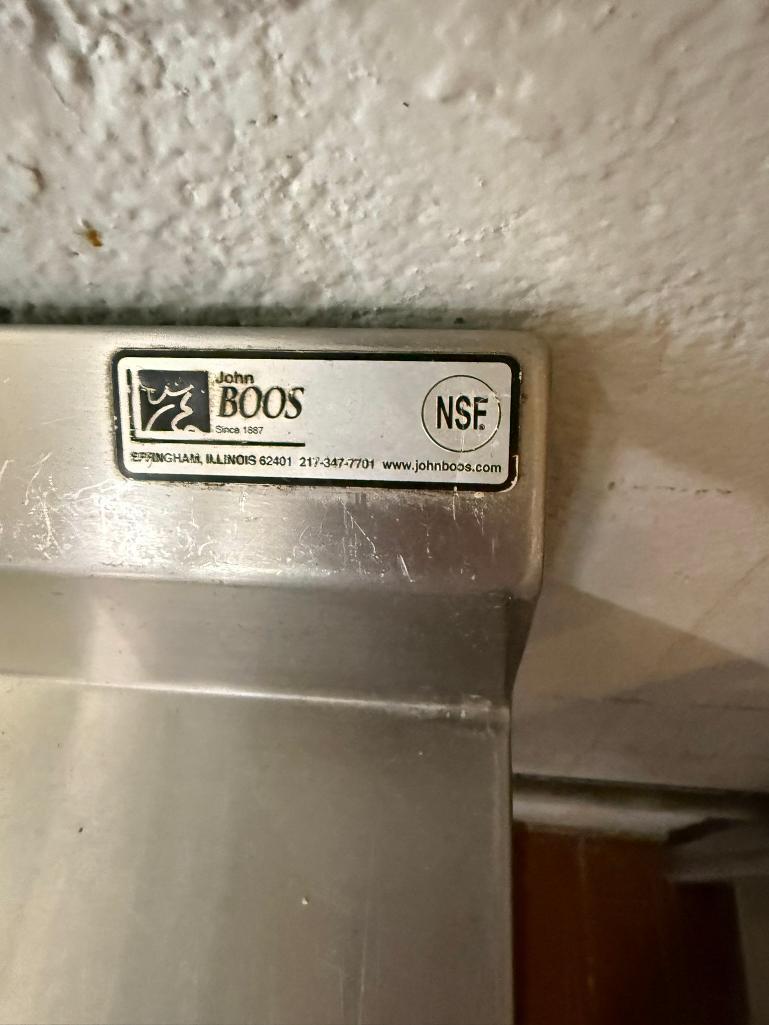 John
BOOS
Since 1887
NSF.
EFFINGHAM, ILLINOIS 62401 217-347-7701 www.johnboos.com